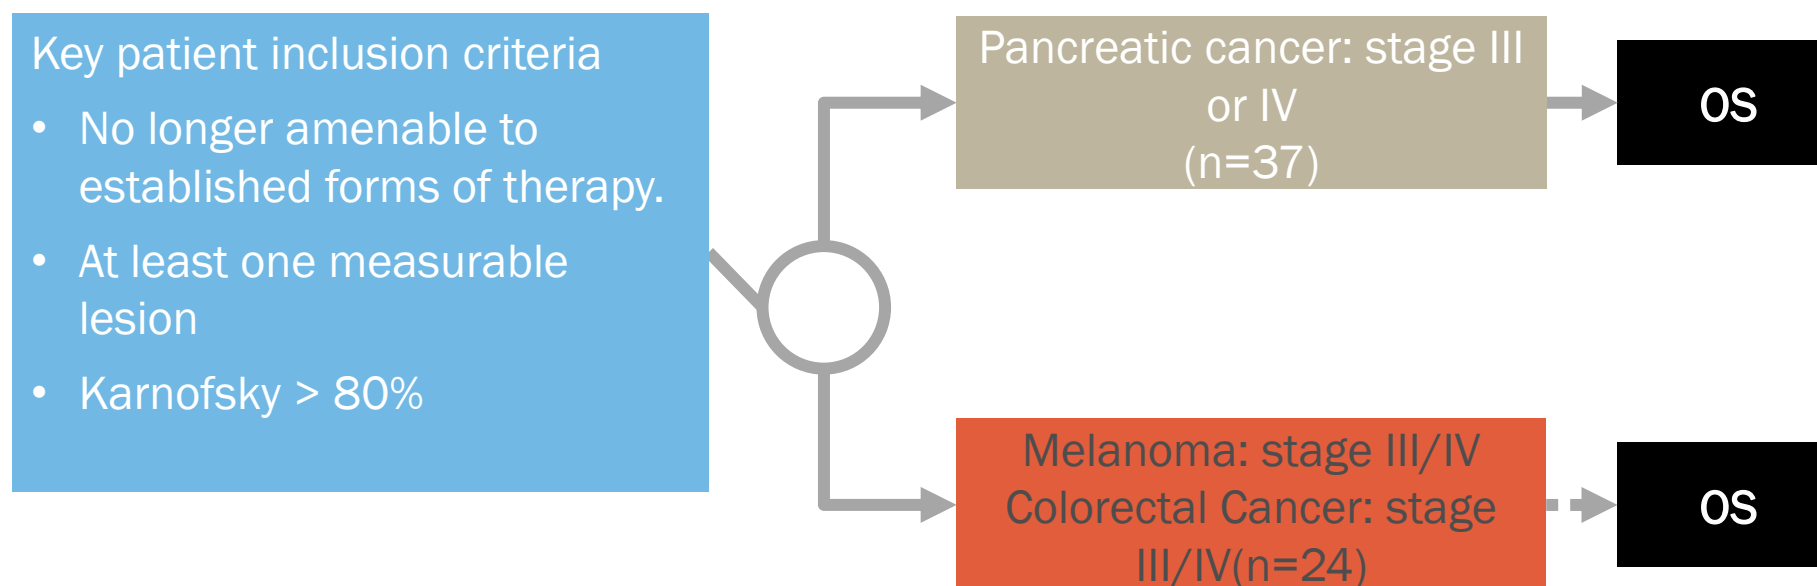 Key patient inclusion criteria
• No longer amenable to
established forms of therapy.
• At least one measurable
lesion
• Karnofsky > 80%
Pancreatic cancer: stage III
or IV
(n=37)
OS
Melanoma: stage III/IV
Colorectal Cancer: stage
III/IV(n=24)
OS